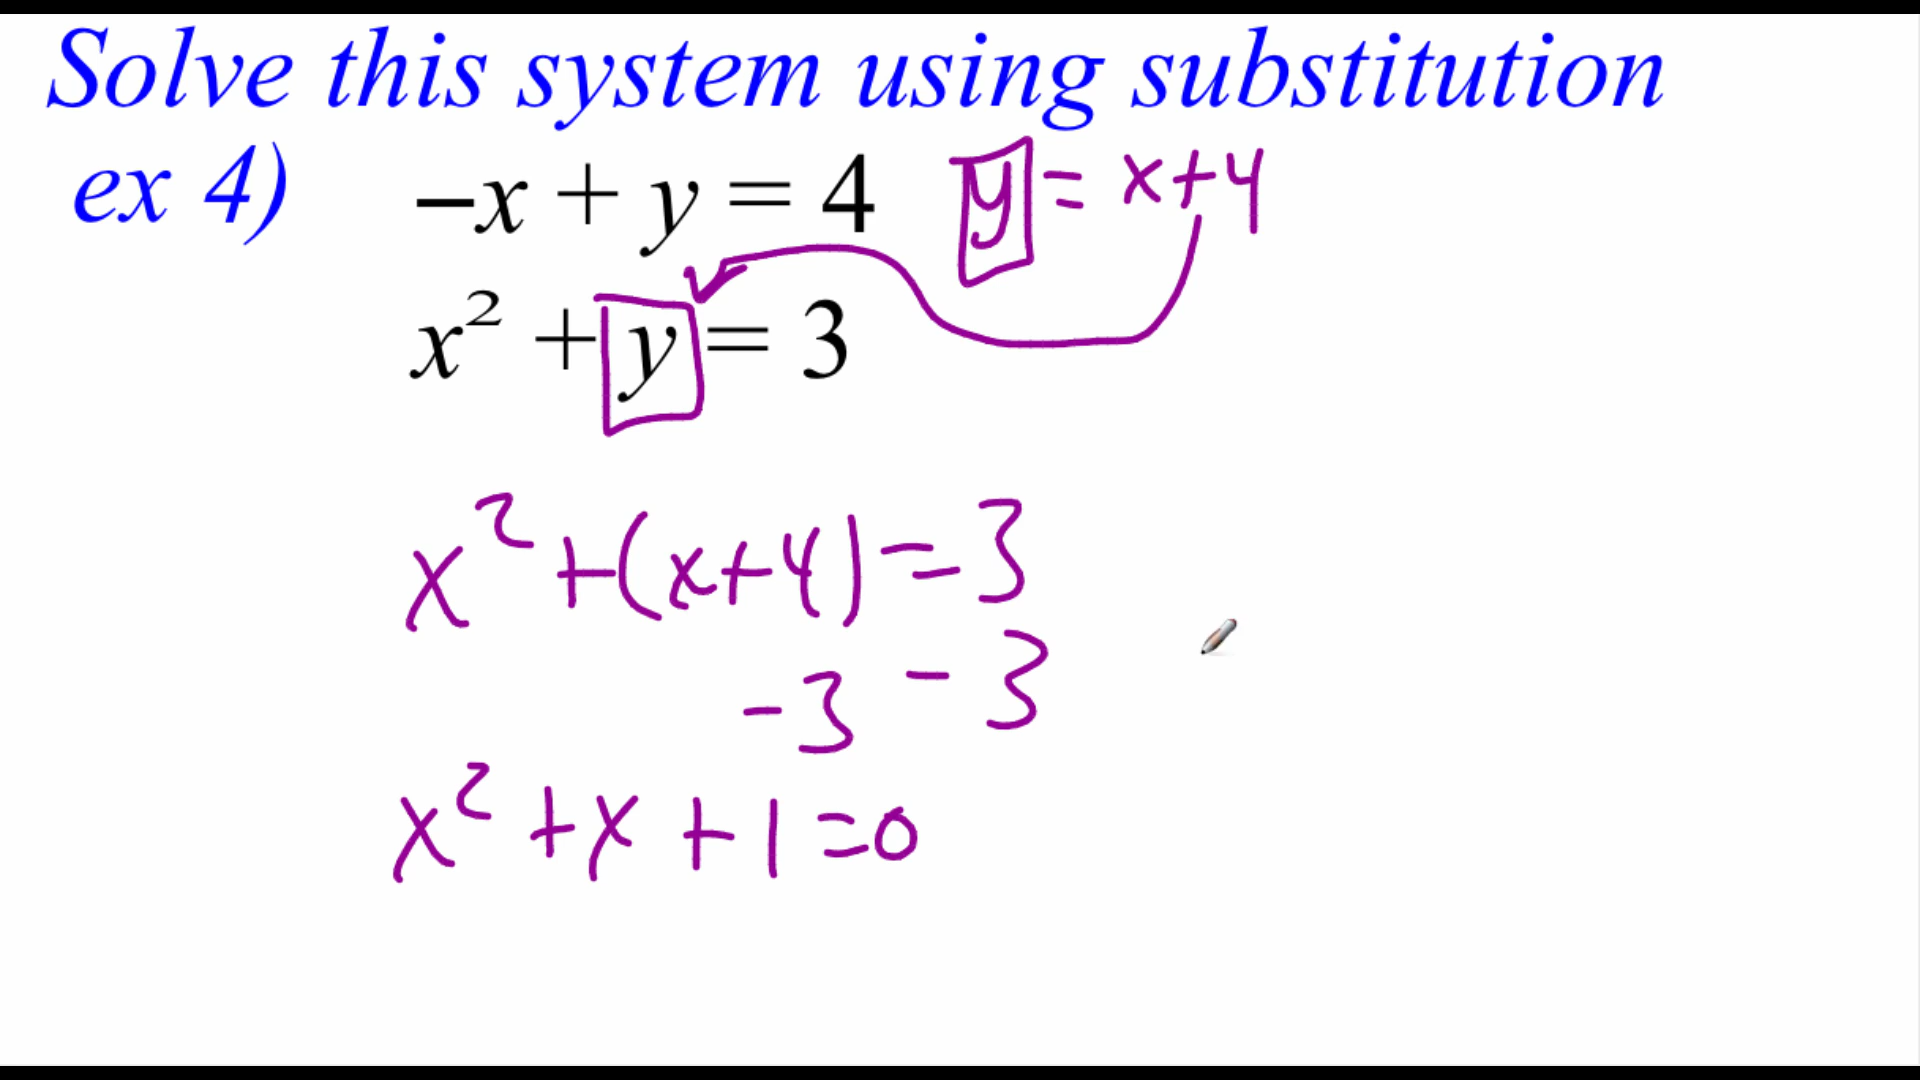 Solve this system using substitution
ex 4) −x + y = 4 y = x+4
x² + y = 3
x² +(x+4)=3
-3 -3
x² +x +1=0